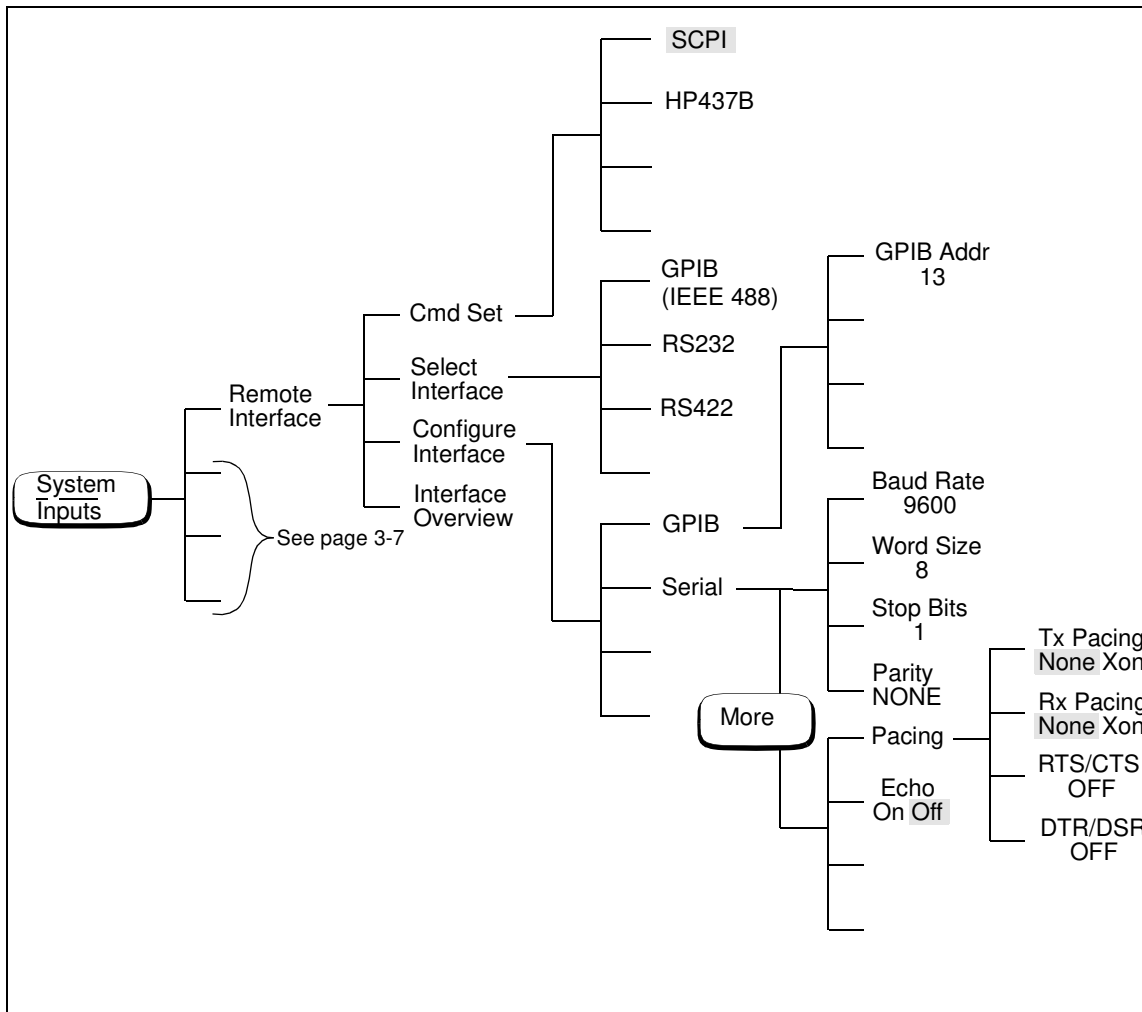 SCPI
HP437B
GPIB
(IEEE 488)
RS232
RS422
Cmd Set
Select
Interface
Configure
Interface
Interface
Overview
Remote
Interface
System
Inputs
See page 3-7
GPIB
Serial
GPIB Addr
13
Baud Rate
9600
Word Size
8
Stop Bits
1
Parity
NONE
More
Pacing
Echo
On Off
Tx Pacing
None Xon
Rx Pacing
None Xon
RTS/CTS
OFF
DTR/DSR
OFF